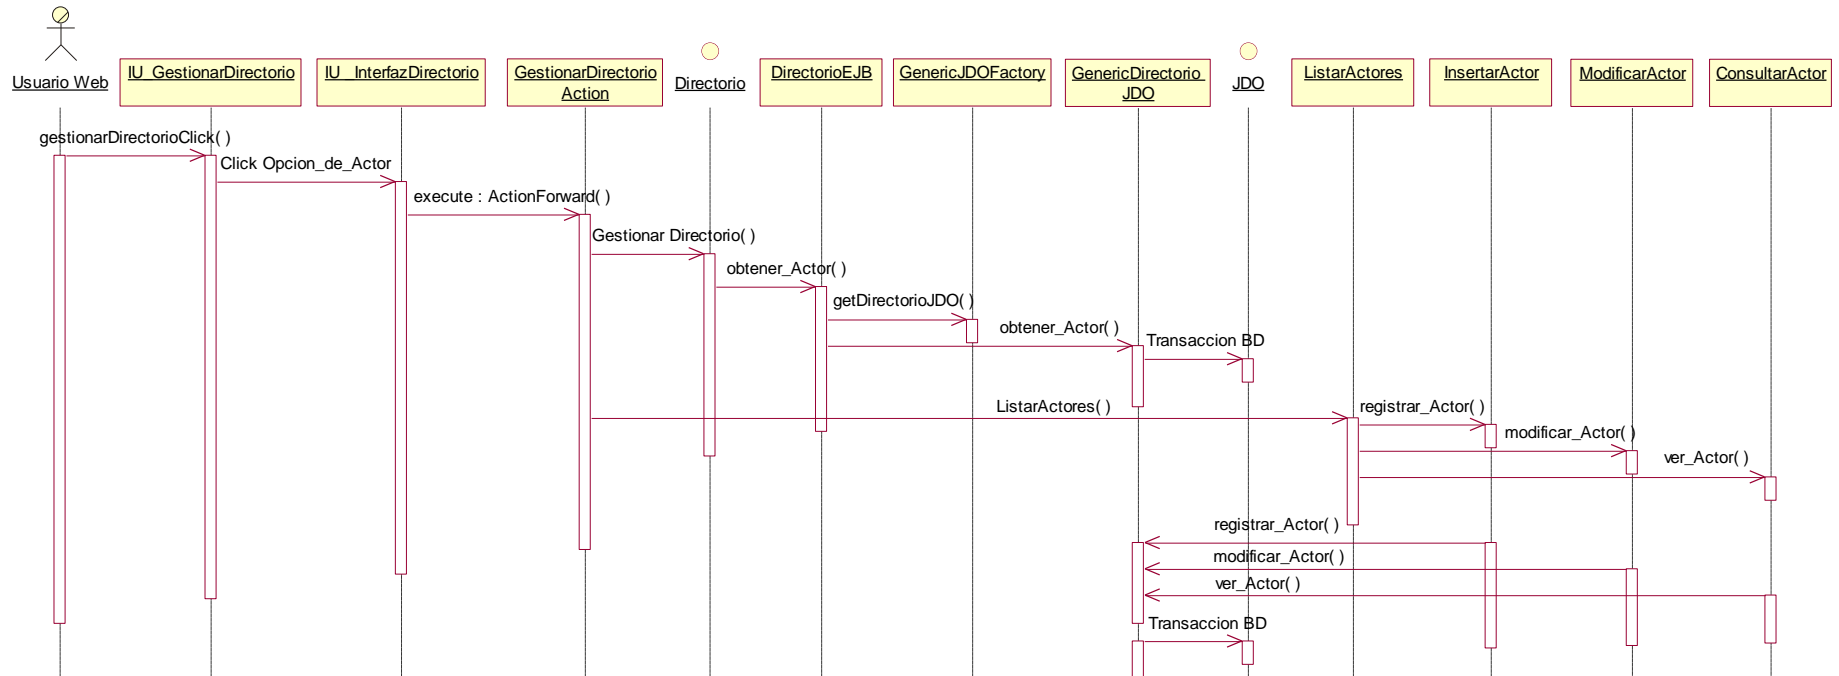 Usuario Web
IU_GestionarDirectorio
IU_InterfazDirectorio
GestionarDirectorio
Action
Directorio
DirectorioEJB
GenericJDOFactory
GenericDirectorio_
JDO
JDO
ListarActores
InsertarActor
ModificarActor
ConsultarActor
gestionarDirectorioClick( )
Click Opcion_de_Actor
execute : ActionForward( )
Gestionar Directorio( )
obtener_Actor( )
getDirectorioJDO( )
obtener_Actor( )
Transaccion BD
ListarActores( )
registrar_Actor( )
modificar_Actor( )
ver_Actor( )
registrar_Actor( )
modificar_Actor( )
ver_Actor( )
Transaccion BD